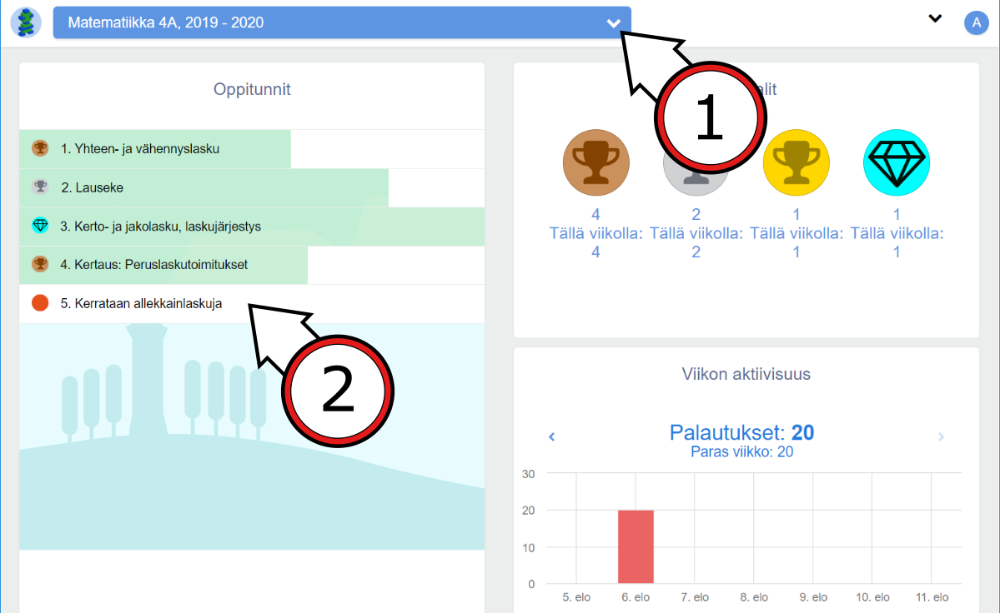 Matematiikka 4A, 2019 - 2020
A
Oppitunnit
1. Yhteen- ja vähennyslasku
2. Lauseke
3. Kerto- ja jakolasku, laskujärjestys
4. Kertaus: Peruslaskutoimitukset
5. Kerrataan allekkainlaskuja
1
2
4 2 1 1
Tällä viikolla: Tällä viikolla: Tällä viikolla: Tällä viikolla:
4 2 1 1
Viikon aktiivisuus
Palautukset: 20
Paras viikko: 20
30
20
10
0
5. elo 6. elo 7. elo 8. elo 9. elo 10. elo 11. elo